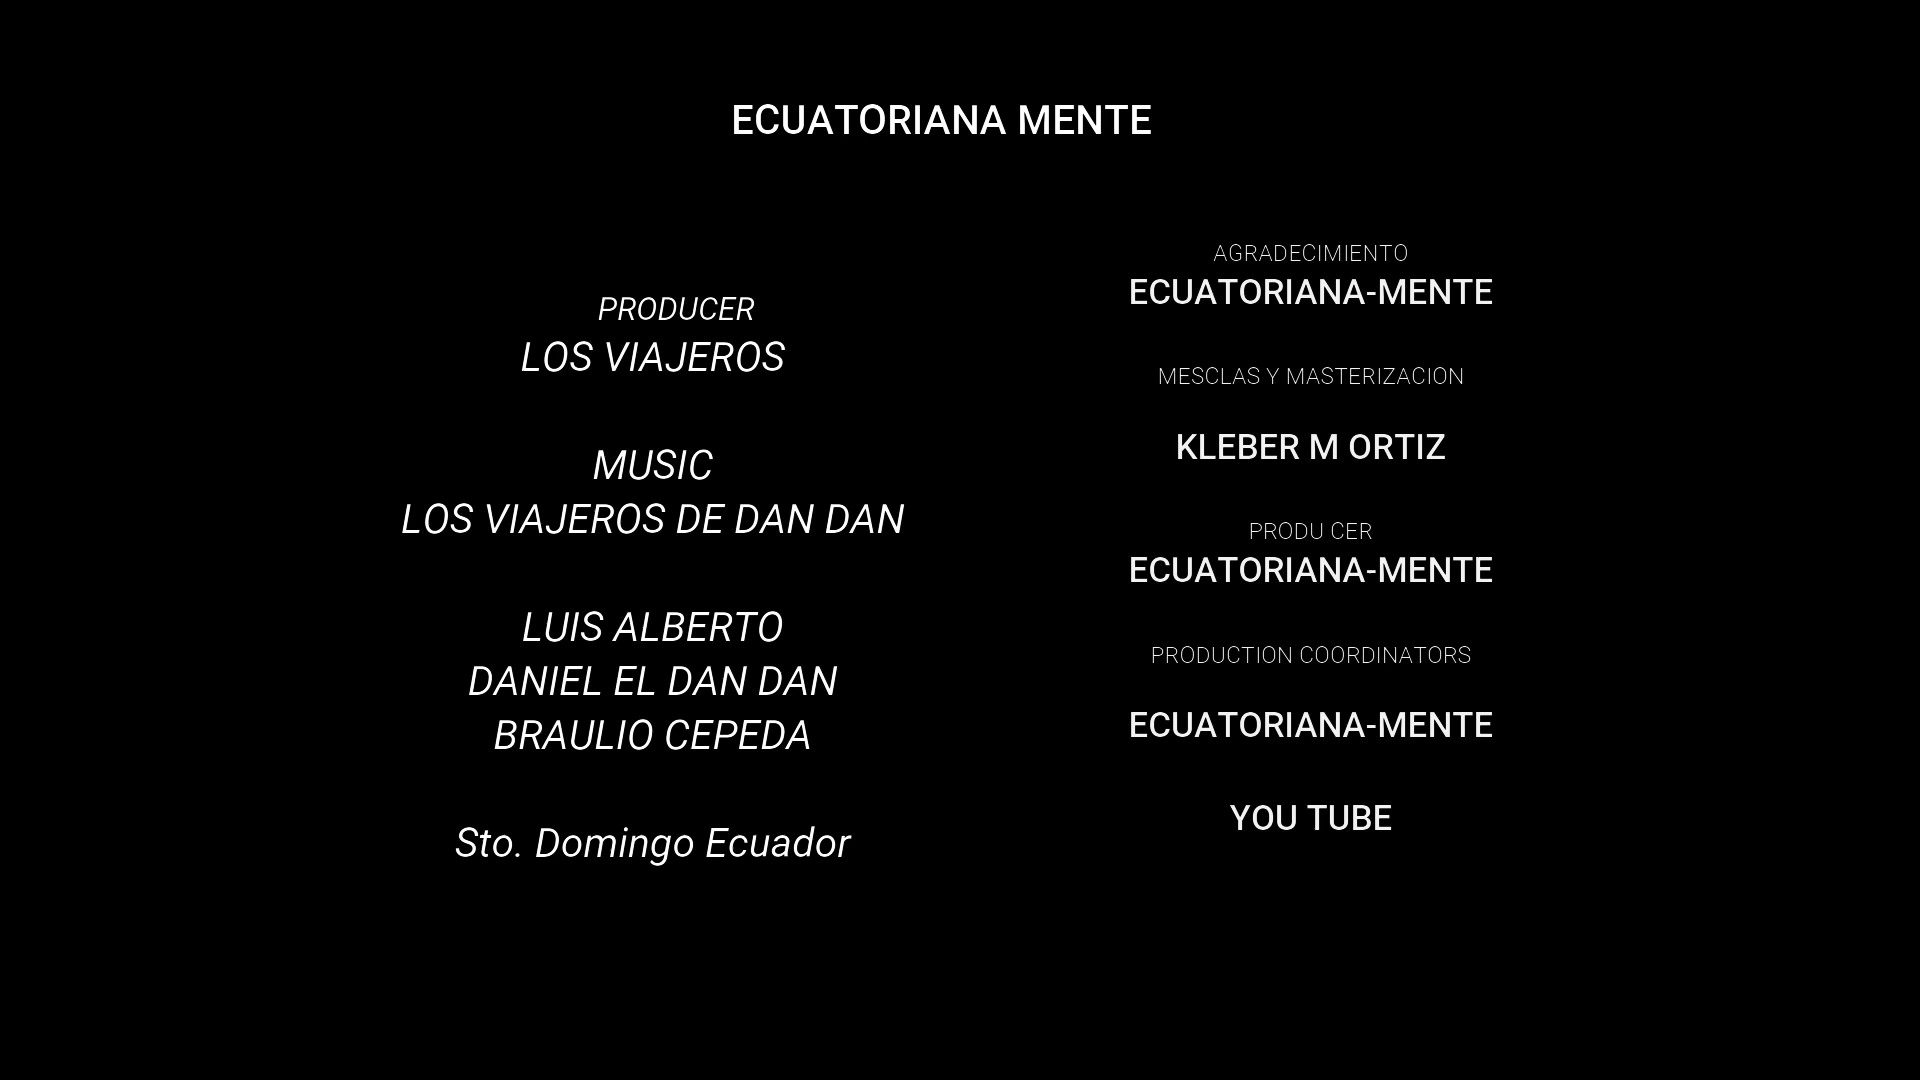 ECUATORIANA MENTE
PRODUCER
LOS VIAJEROS
MUSIC
LOS VIAJEROS DE DAN DAN
LUIS ALBERTO
DANIEL EL DAN DAN
BRAULIO CEPEDA
Sto. Domingo Ecuador
AGRADECIMIENTO
ECUATORIANA-MENTE
MESCLAS Y MASTERIZACION
KLEBER M ORTIZ
PRODU CER
ECUATORIANA-MENTE
PRODUCTION COORDINATORS
ECUATORIANA-MENTE
YOU TUBE